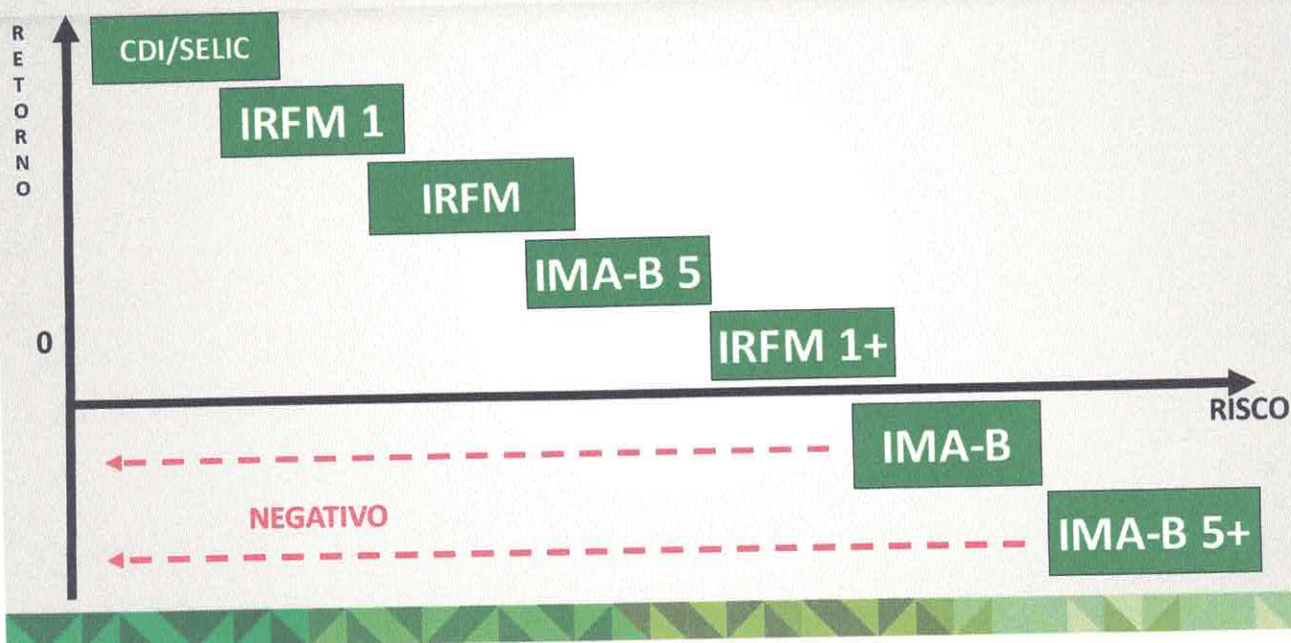 RETORNO
CDI/SELIC
IRFM 1
IRFM
IMA-B 5
IRFM 1+
0
RISCO
IMA-B
NEGATIVO
IMA-B 5+